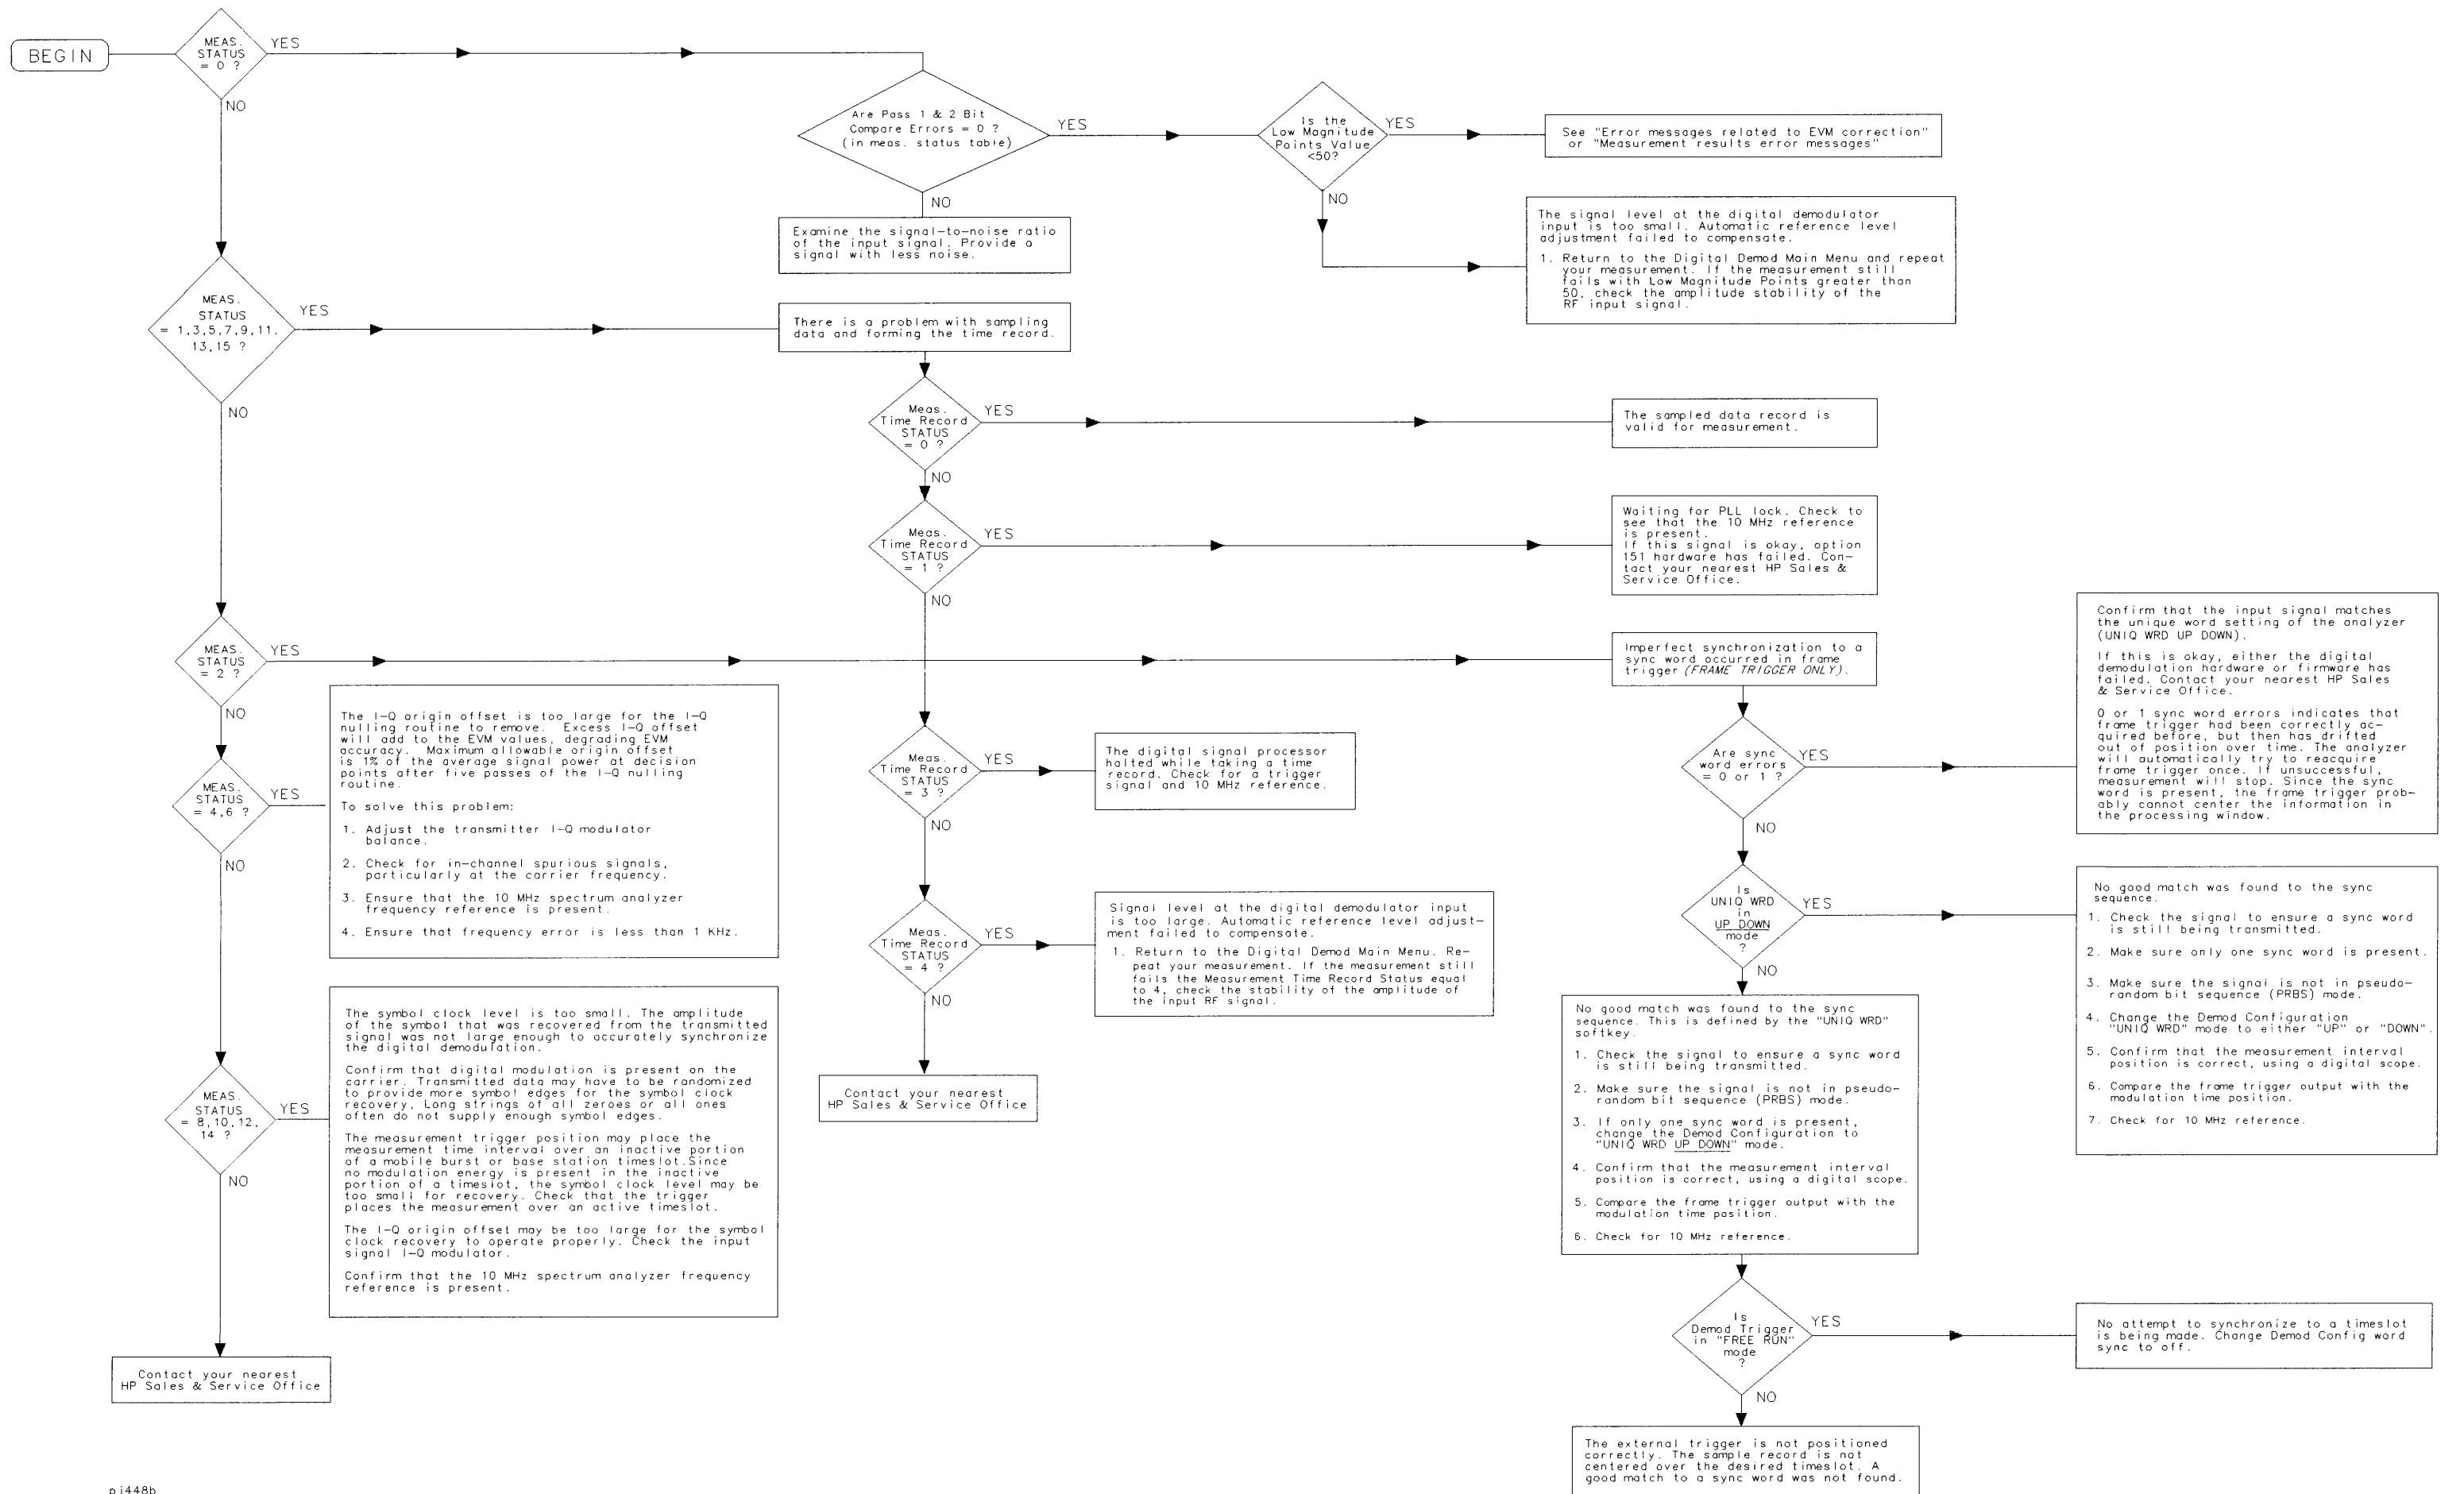 BEGIN
MEAS.
STATUS
= 0 ?
YES
NO
Are Pass 1 & 2 Bit
Compare Errors = 0 ?
(in meas. status table)
YES
NO
Is the
Low Magnitude
Points Value
<50?
YES
NO
See "Error messages related to EVM correction"
or "Measurement results error messages"
Examine the signal-to-noise ratio
of the input signal. Provide a
signal with less noise.
The signal level at the digital demodulator
input is too small. Automatic reference level
adjustment failed to compensate.
1. Return to the Digital Demod Main Menu and repeat
your measurement. If the measurement still
fails with Low Magnitude Points greater than
50, check the amplitude stability of the
RF input signal.
MEAS.
STATUS
= 1,3,5,7,9,11,
13,15 ?
YES
NO
There is a problem with sampling
data and forming the time record.
Meas.
Time Record
STATUS
= 0 ?
YES
NO
The sampled data record is
valid for measurement.
Meas.
Time Record
STATUS
= 1 ?
YES
NO
Waiting for PLL lock. Check to
see that the 10 MHz reference
is present.
If this signal is okay, option
151 hardware has failed. Con-
tact your nearest HP Sales &
Service Office.
MEAS.
STATUS
= 2 ?
YES
NO
Imperfect synchronization to a
sync word occurred in frame
trigger (FRAME TRIGGER ONLY).
Confirm that the input signal matches
the unique word setting of the analyzer
(UNIQ WRD UP DOWN).
If this is okay, either the digital
demodulation hardware or firmware has
failed. Contact your nearest HP Sales
& Service Office.
0 or 1 sync word errors indicates that
frame trigger had been correctly ac-
quired before, but then has drifted
out of position over time. The analyzer
will automatically try to reacquire
frame trigger once. If unsuccessful,
measurement will stop. Since the sync
word is present, the frame trigger prob-
ably cannot center the information in
the processing window.
MEAS.
STATUS
= 4,6 ?
YES
NO
The I-Q origin offset is too large for the I-Q
nulling routine to remove. Excess I-Q offset
will add to the EVM values, degrading EVM
accuracy. Maximum allowable origin offset
is 1% of the average signal power at decision
points after five passes of the I-Q nulling
routine.
To solve this problem:
1. Adjust the transmitter I-Q modulator
balance.
2. Check for in-channel spurious signals,
particularly at the carrier frequency.
3. Ensure that the 10 MHz spectrum analyzer
frequency reference is present.
4. Ensure that frequency error is less than 1 KHz.
Meas.
Time Record
STATUS
= 3 ?
YES
NO
The digital signal processor
halted while taking a time
record. Check for a trigger
signal and 10 MHz reference.
Are sync
word errors
= 0 or 1 ?
YES
NO
Meas.
Time Record
STATUS
= 4 ?
YES
NO
Signal level at the digital demodulator input
is too large. Automatic reference level adjust-
ment failed to compensate.
1. Return to the Digital Demod Main Menu. Re-
peat your measurement. If the measurement still
fails the Measurement Time Record Status equal
to 4, check the stability of the amplitude of
the input RF signal.
Contact your nearest
HP Sales & Service Office
Is
UNIQ WRD
in
UP DOWN
mode
?
YES
NO
No good match was found to the sync
sequence.
1. Check the signal to ensure a sync word
is still being transmitted.
2. Make sure only one sync word is present.
3. Make sure the signal is not in pseudo-
random bit sequence (PRBS) mode.
4. Change the Demod Configuration
"UNIQ WRD" mode to either "UP" or "DOWN".
5. Confirm that the measurement interval
position is correct, using a digital scope.
6. Compare the frame trigger output with the
modulation time position.
7. Check for 10 MHz reference.
No good match was found to the sync
sequence. This is defined by the "UNIQ WRD"
softkey.
1. Check the signal to ensure a sync word
is still being transmitted.
2. Make sure the signal is not in pseudo-
random bit sequence (PRBS) mode.
3. If only one sync word is present,
change the Demod Configuration to
"UNIQ WRD UP DOWN" mode.
4. Confirm that the measurement interval
position is correct, using a digital scope.
5. Compare the frame trigger output with the
modulation time position.
6. Check for 10 MHz reference.
MEAS.
STATUS
= 8,10,12,
14 ?
YES
NO
The symbol clock level is too small. The amplitude
of the symbol that was recovered from the transmitted
signal was not large enough to accurately synchronize
the digital demodulation.
Confirm that digital modulation is present on the
carrier. Transmitted data may have to be randomized
to provide more symbol edges for the symbol clock
recovery. Long strings of all zeroes or all ones
often do not supply enough symbol edges.
The measurement trigger position may place the
measurement time interval over an inactive portion
of a mobile burst or base station timeslot.Since
no modulation energy is present in the inactive
portion of a timeslot, the symbol clock level may be
too small for recovery. Check that the trigger
places the measurement over an active timeslot.
The I-Q origin offset may be too large for the symbol
clock recovery to operate properly. Check the input
signal I-Q modulator.
Confirm that the 10 MHz spectrum analyzer frequency
reference is present.
Contact your nearest
HP Sales & Service Office
Is
Demod Trigger
in "FREE RUN"
mode
?
YES
NO
No attempt to synchronize to a timeslot
is being made. Change Demod Config word
sync to off.
The external trigger is not positioned
correctly. The sample record is not
centered over the desired timeslot. A
good match to a sync word was not found.
pj448b